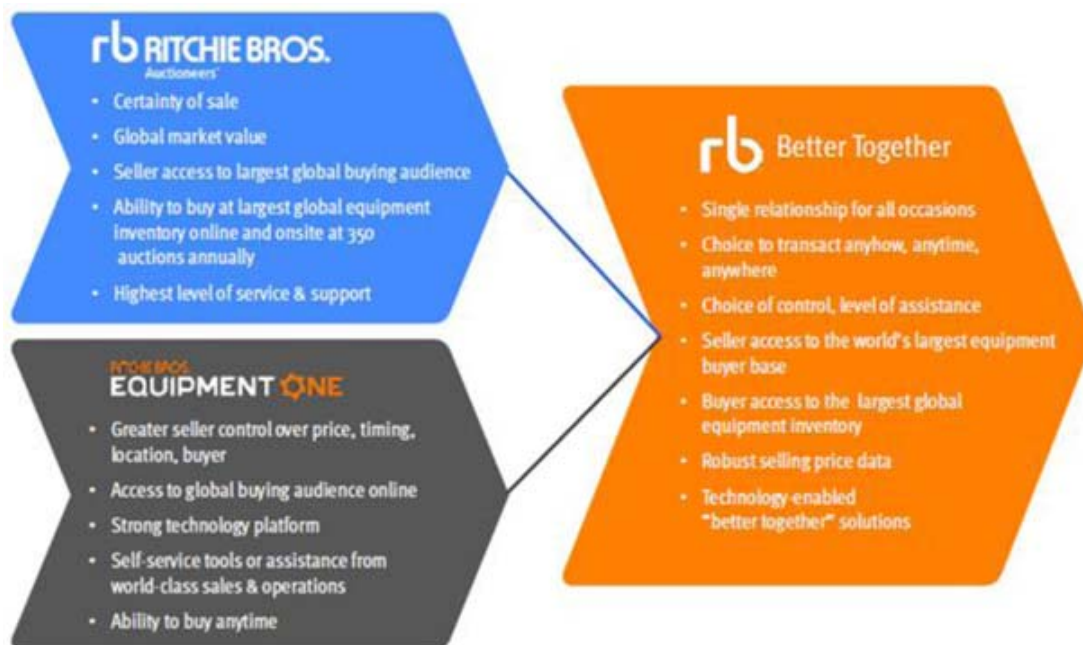 rb RITCHIE BROS.
Auctioneers®
• Certainty of sale
• Global market value
• Seller access to largest global buying audience
• Ability to buy at largest global equipment
inventory online and onsite at 350
auctions annually
• Highest level of service & support
RITCHIE BROS.
EQUIPMENT ONE
• Greater seller control over price, timing,
location, buyer
• Access to global buying audience online
• Strong technology platform
• Self-service tools or assistance from
world-class sales & operations
• Ability to buy anytime
rb Better Together
• Single relationship for all occasions
• Choice to transact anyhow, anytime,
anywhere
• Choice of control, level of assistance
• Seller access to the world's largest equipment
buyer base
• Buyer access to the largest global
equipment inventory
• Robust selling price data
• Technology-enabled
"better together" solutions